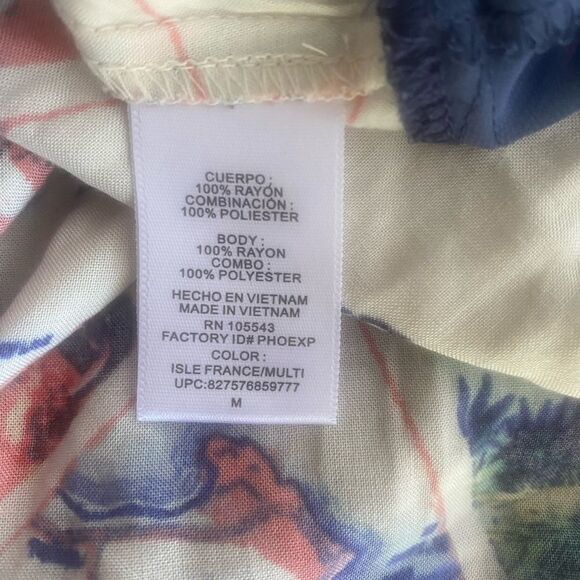 CUERPO :
100% RAYÓN
COMBINACIÓN :
100% POLIESTER
BODY :
100% RAYON
COMBO :
100% POLYESTER
HECHO EN VIETNAM
MADE IN VIETNAM
RN 105543
FACTORY ID# PHOEXP
COLOR :
ISLE FRANCE/MULTI
UPC:827576859777
M